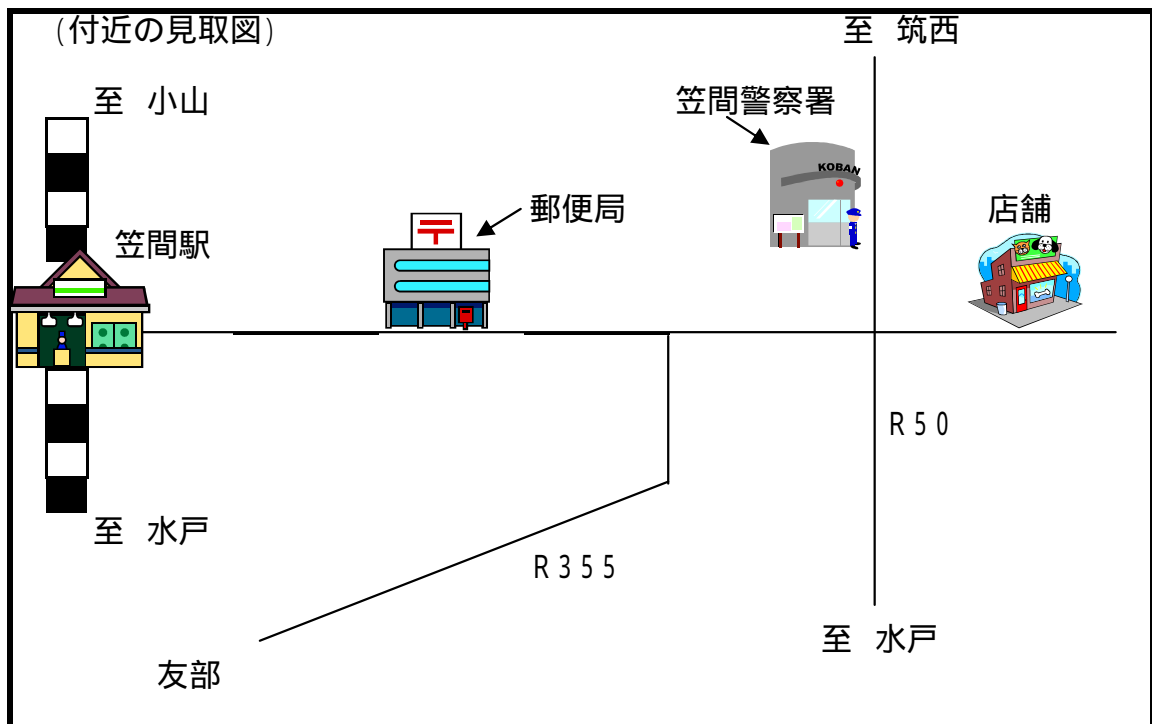 （付近の見取図）
至 筑西
至 小山
笠間警察署
KOBAN
郵便局
店舗
笠間駅
〒
R50
至 水戸
R355
至 水戸
友部